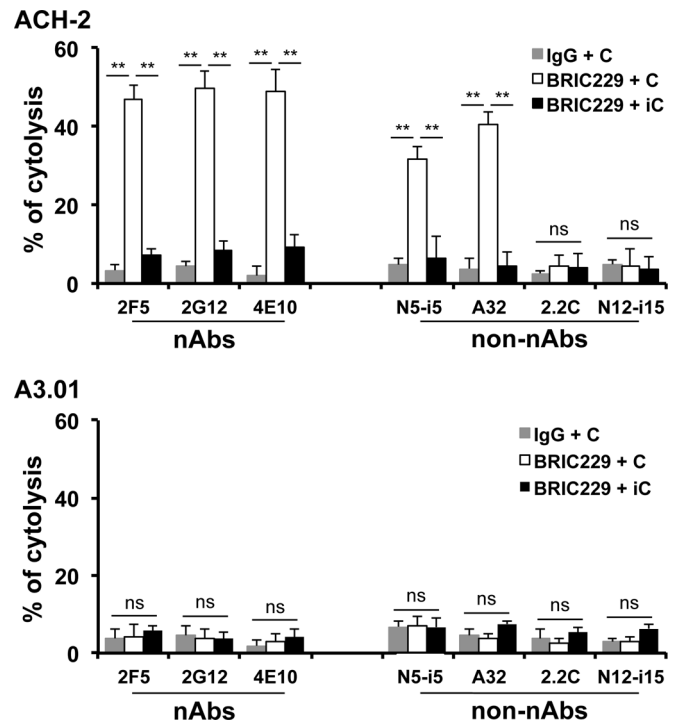 ACH-2
60
40
20
0
% of cytolysis
IgG + C
BRIC229 + C
BRIC229 + iC
** ** ** ** ** **
** ** ** **
ns ns
2F5 2G12 4E10 N5-i5 A32 2.2C N12-i15
nAbs non-nAbs
A3.01
60
40
20
0
% of cytolysis
IgG + C
BRIC229 + C
BRIC229 + iC
ns ns ns ns ns ns ns
2F5 2G12 4E10 N5-i5 A32 2.2C N12-i15
nAbs non-nAbs